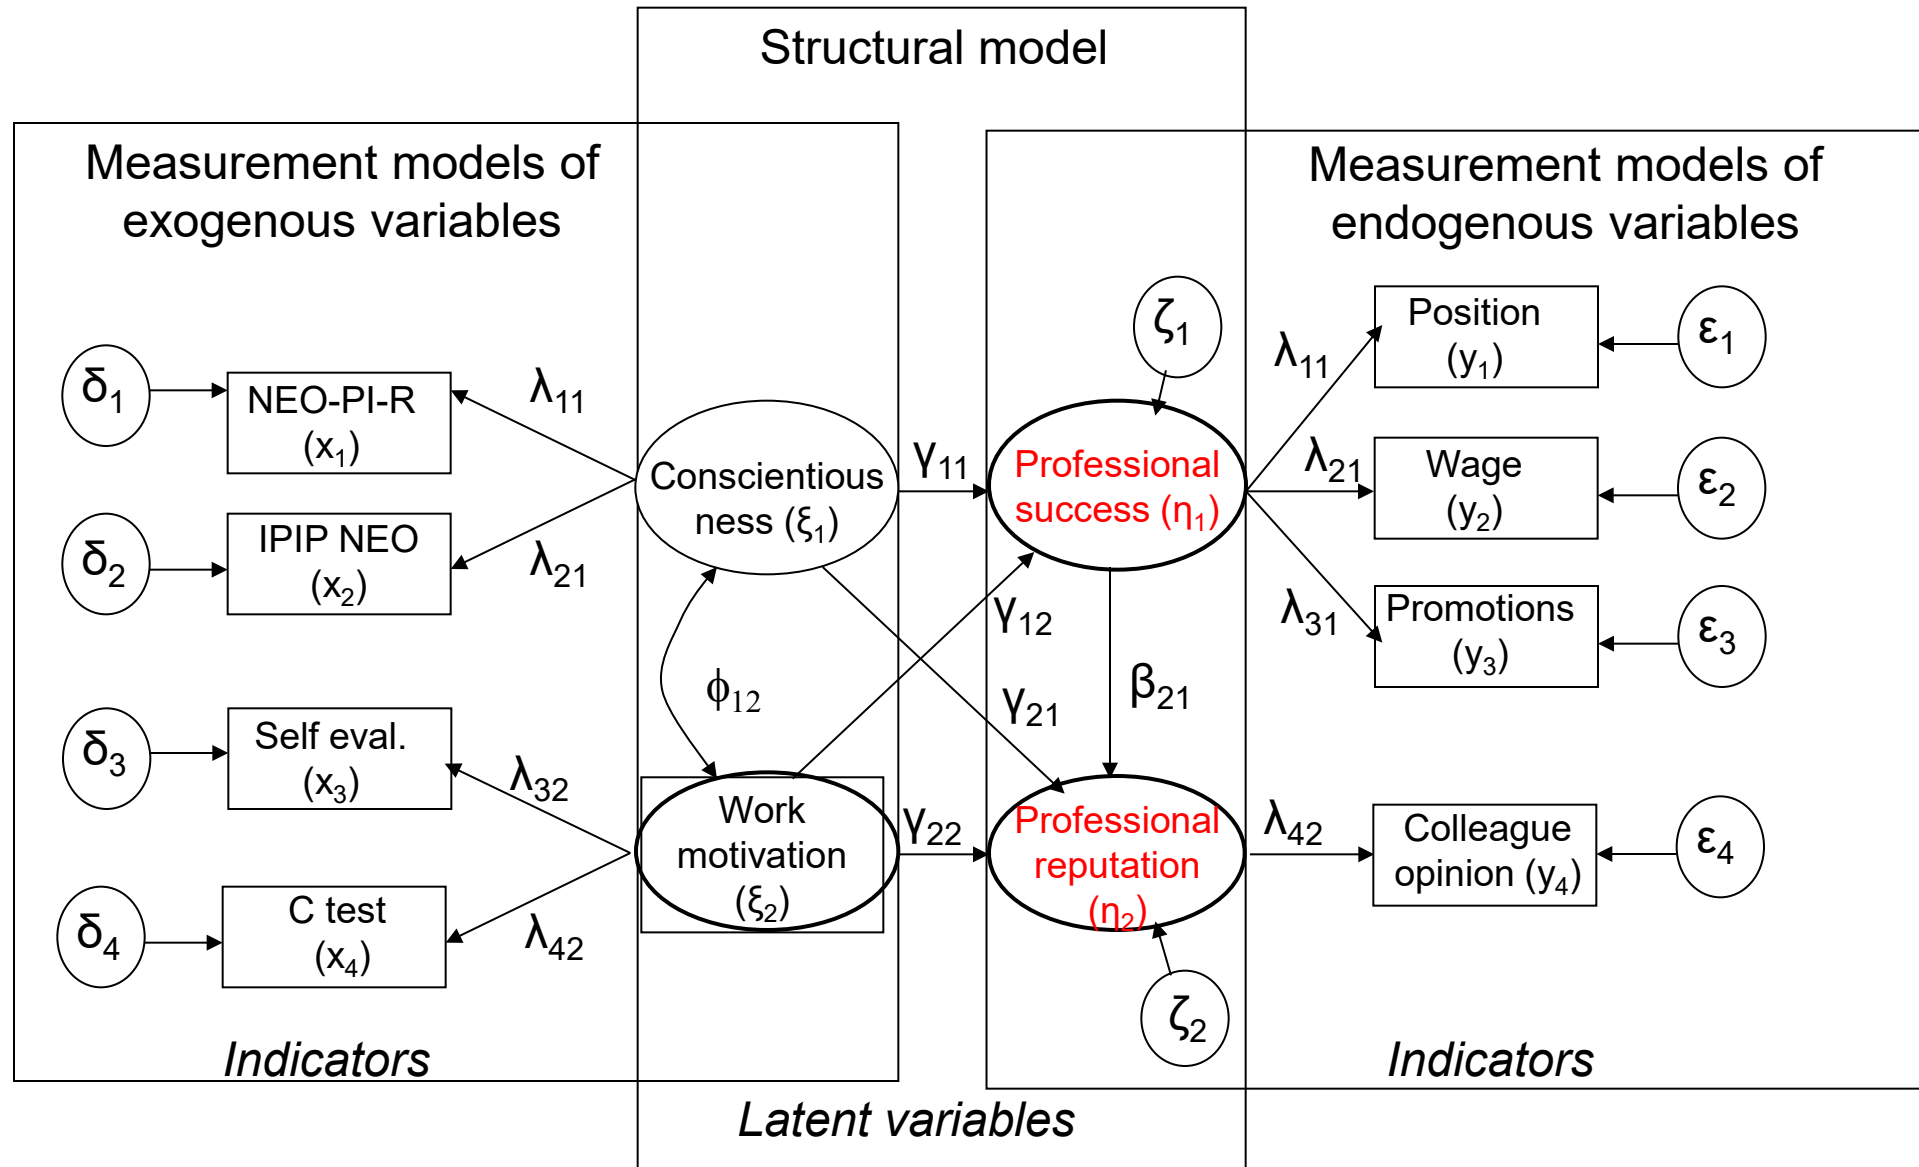 Structural model
Measurement models of
exogenous variables
Measurement models of
endogenous variables
δ₁
NEO-PI-R
(x₁)
λ₁₁
δ₂
IPIP NEO
(x₂)
λ₂₁
δ₃
Self eval.
(x₃)
λ₃₂
δ₄
C test
(x₄)
λ₄₂
Indicators
Conscientious
ness (ξ₁)
ϕ₁₂
Work
motivation
(ξ₂)
γ₁₁
γ₁₂
γ₂₁
γ₂₂
ζ₁
Professional
success (η₁)
β₂₁
Professional
reputation
(η₂)
ζ₂
Latent variables
λ₁₁
Position
(y₁)
ε₁
λ₂₁
Wage
(y₂)
ε₂
λ₃₁
Promotions
(y₃)
ε₃
λ₄₂
Colleague
opinion (y₄)
ε₄
Indicators